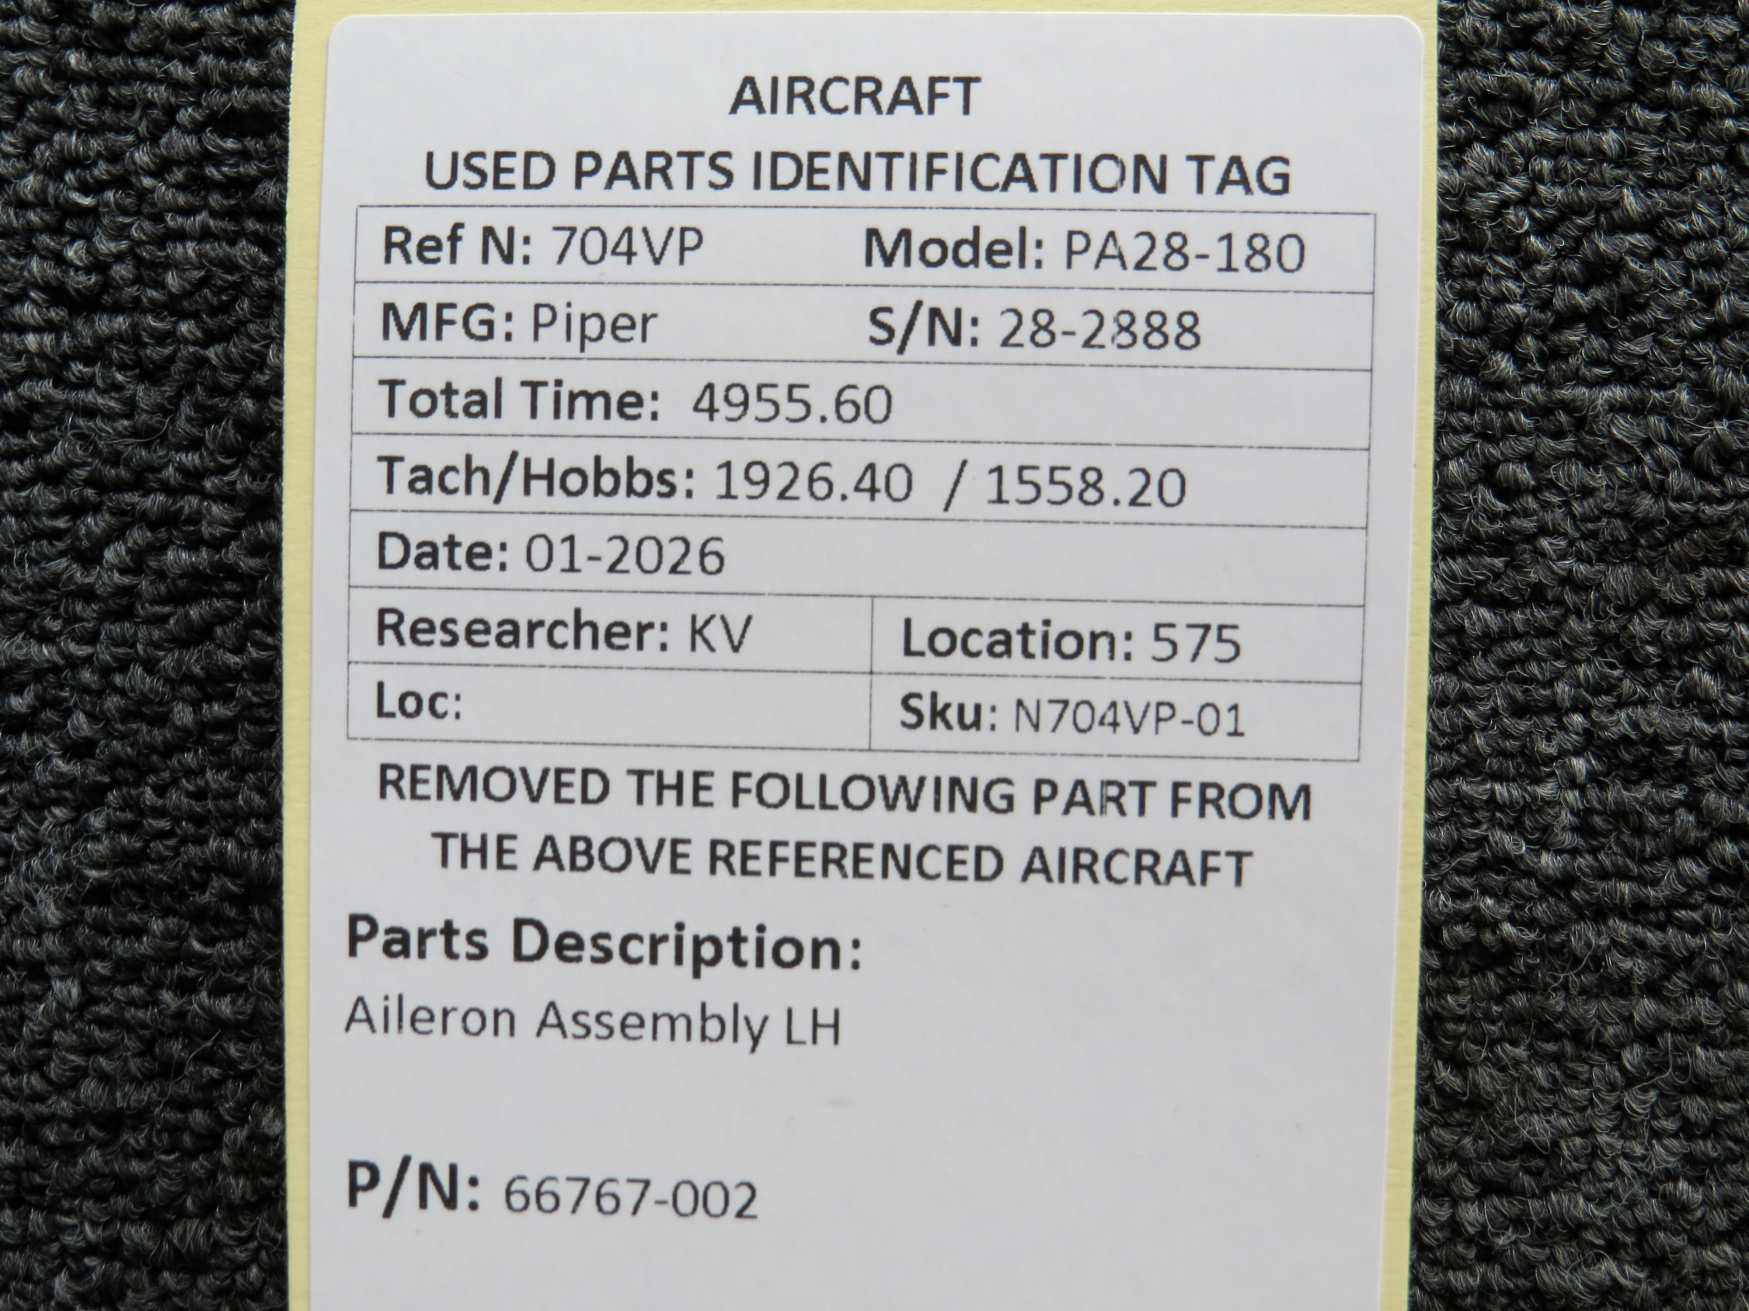 AIRCRAFT
USED PARTS IDENTIFICATION TAG
Ref N: 704VP Model: PA28-180
MFG: Piper S/N: 28-2888
Total Time: 4955.60
Tach/Hobbs: 1926.40 / 1558.20
Date: 01-2026
Researcher: KV Location: 575
Loc: Sku: N704VP-01
REMOVED THE FOLLOWING PART FROM
THE ABOVE REFERENCED AIRCRAFT
Parts Description:
Aileron Assembly LH
P/N: 66767-002